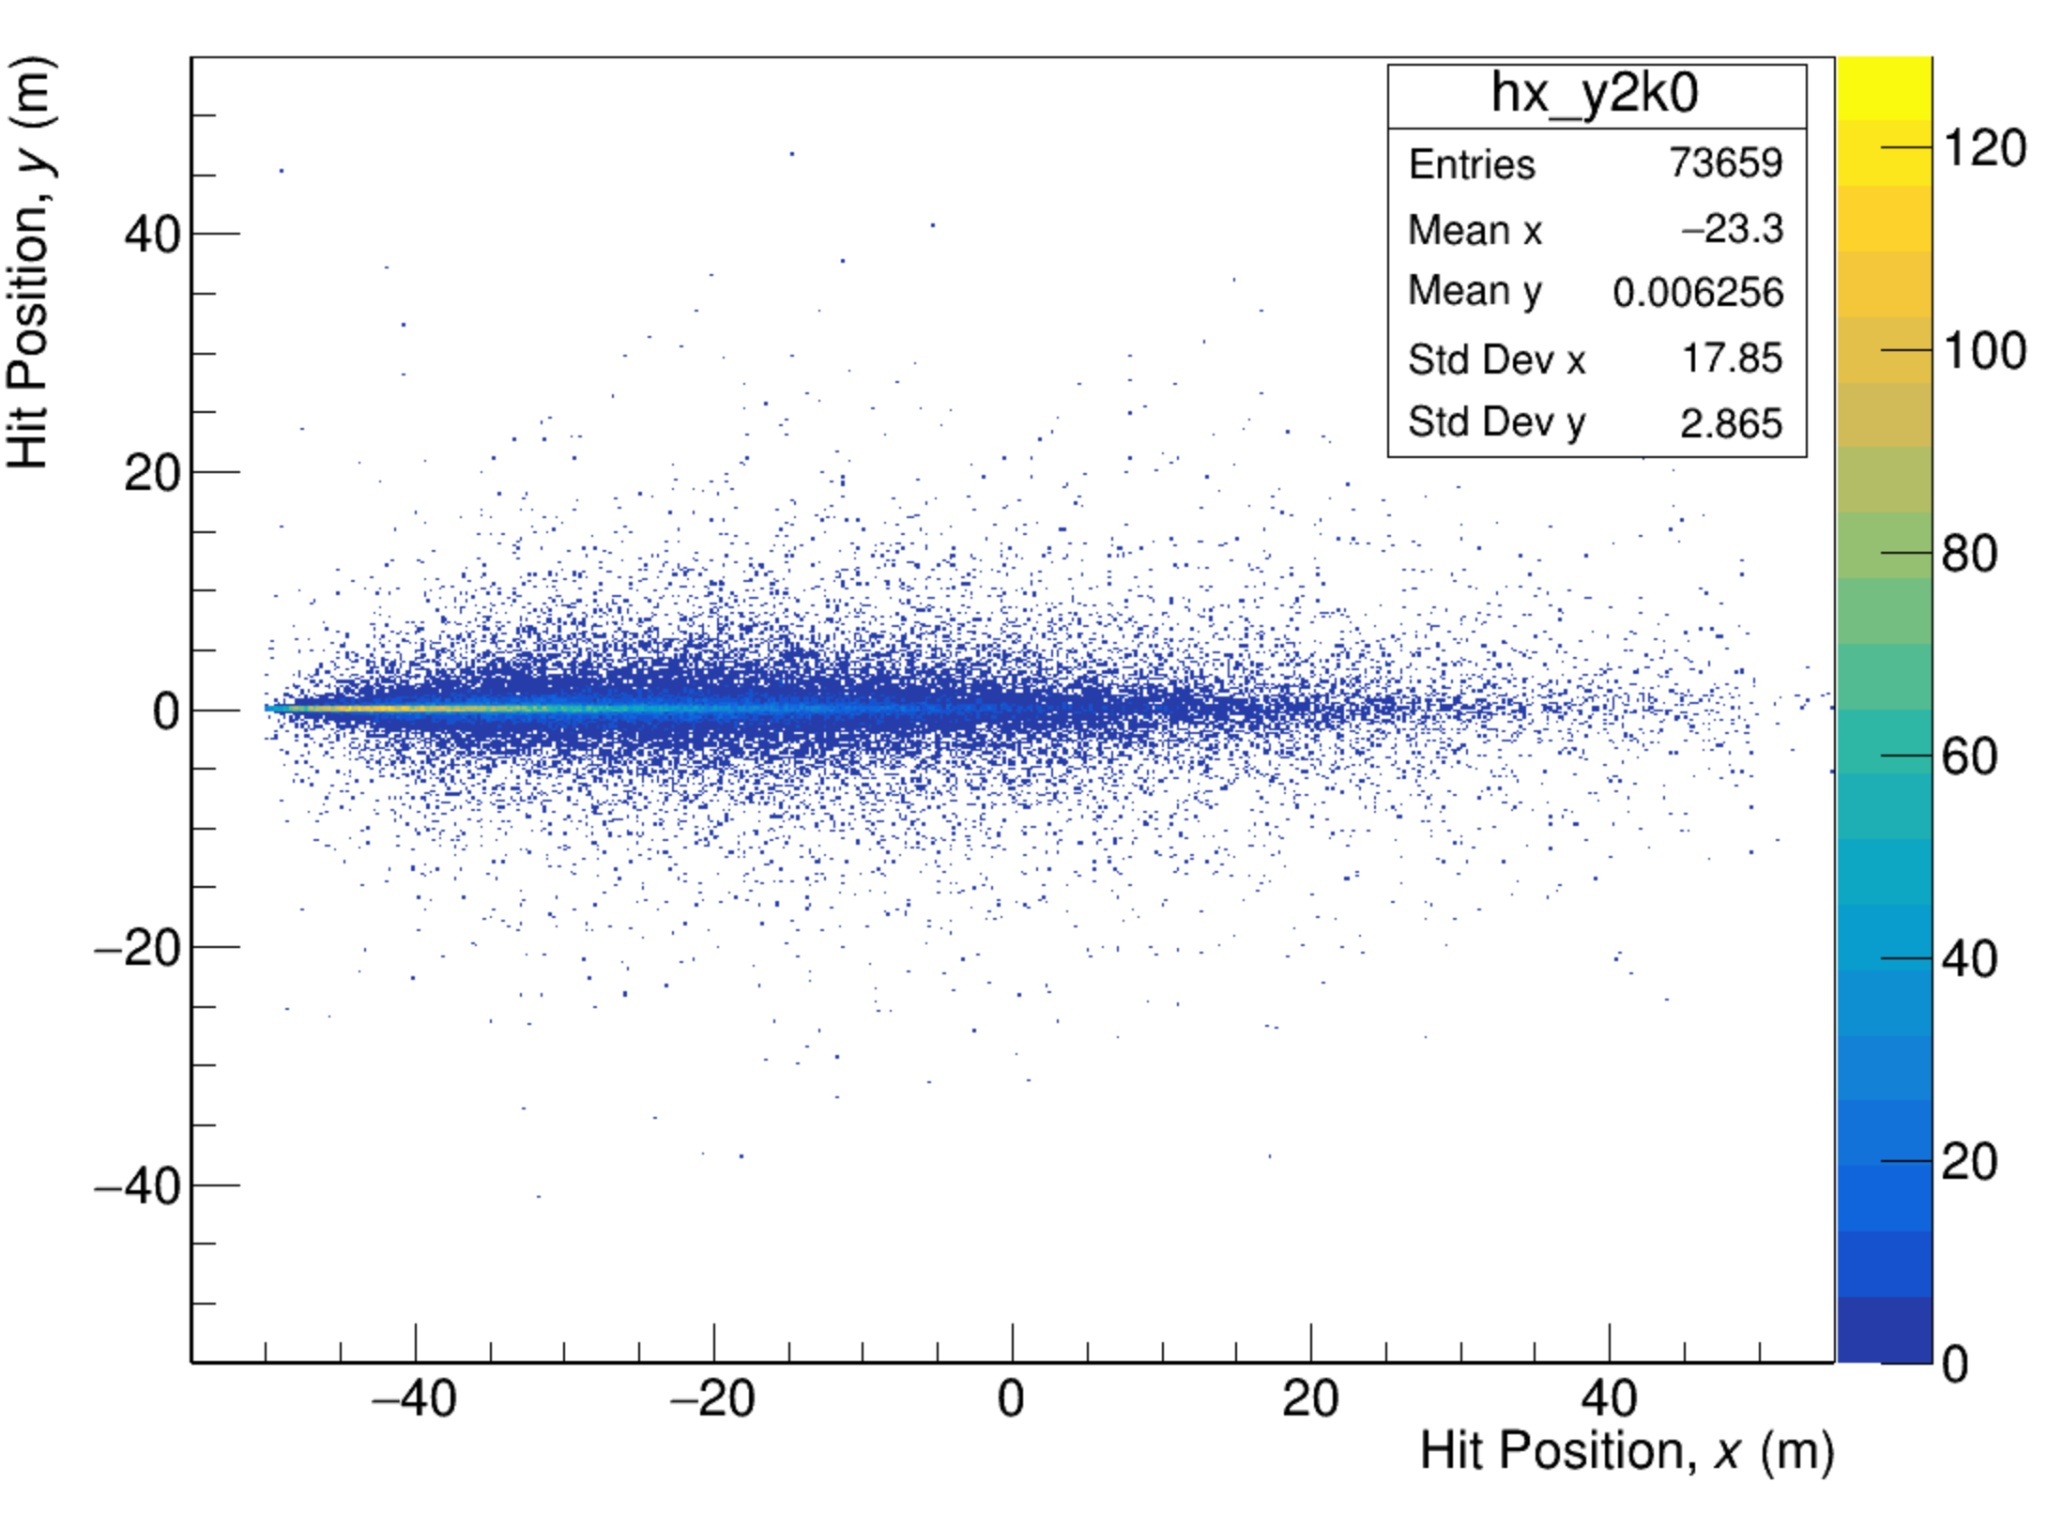 Hit Position, y (m)
40
20
0
−20
−40
hx_y2k0
Entries 73659
Mean x −23.3
Mean y 0.006256
Std Dev x 17.85
Std Dev y 2.865
120
100
80
60
40
20
0
−40 −20 0 20 40
Hit Position, x (m)